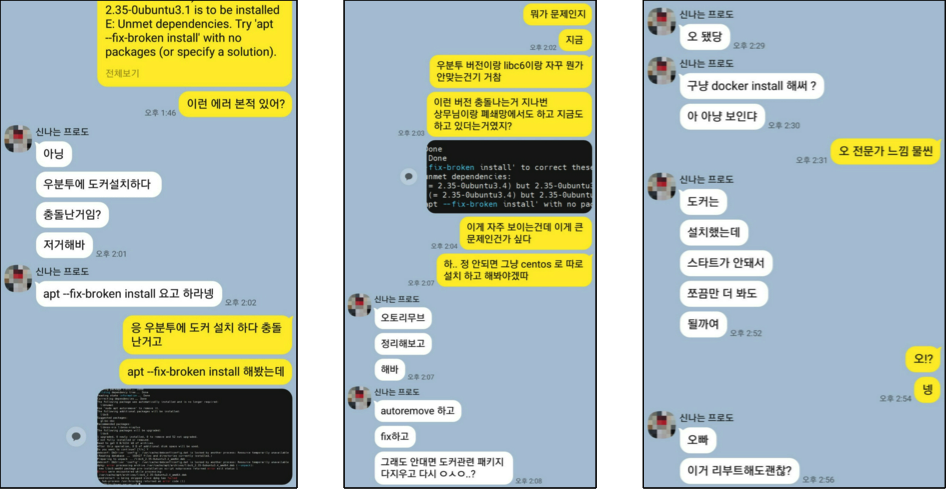 2.35-0ubuntu3.1 is to be installed
E: Unmet dependencies. Try 'apt
--fix-broken install' with no
packages (or specify a solution).
전체보기
이런 에러 본적 있어?
오후 1:46
신나는 프로도
아닝
우분투에 도커설치하다
충돌난거임?
저거해바
오후 2:01
신나는 프로도
apt --fix-broken install 요고 하라넹
오후 2:02
응 우분투에 도커 설치 하다 충돌
난거고
apt --fix-broken install 해봤는데
뭐가 문제인지
지금
오후 2:02
우분투 버전이랑 libc6이랑 자꾸 뭔가
안맞는건기 거참
이런 버전 충돌나는거 지나번
상무님이랑 폐쇄망에서도 하고 지금도
하고 있더는거였지?
오후 2:03
one
Done
fix-broken install' to correct these
nmet dependencies:
= 2.35-0ubuntu3.4) but 2.35-0ubuntu
(= 2.35-0ubuntu3.4) but 2.35-0ubuntu
pt --fix-broken install' with no pa
이게 자주 보이는건데 이게 큰
문제인건가 싶다
오후 2:04
하.. 정 안되면 그냥 centos 로 따로
설치 하고 해봐야겠따
오후 2:07
신나는 프로도
오토리무브
정리해보고
해바
오후 2:07
신나는 프로도
autoremove 하고
fix하고
그래도 안대면 도커관련 패키지
다지우고 다시 ㅇㅅㅇ..?
오후 2:08
신나는 프로도
오 됐당
오후 2:29
신나는 프로도
구냥 docker install 해써 ?
아 아냥 보인댜
오후 2:30
오 전문가 느낌 물씬
오후 2:31
신나는 프로도
도커는
설치했는데
스타트가 안돼서
쪼끔만 더 봐도
될까여
오후 2:52
오!?
넹
오후 2:54
신나는 프로도
오빠
이거 리부트해도괜찮?
오후 2:56